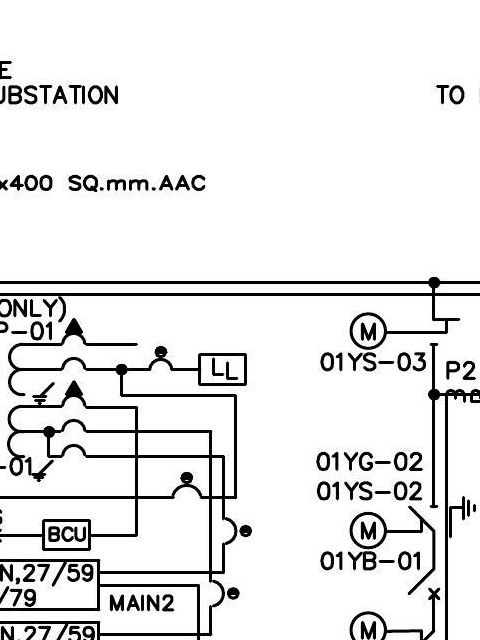 E
UBSTATION
TO
x400 SQ.mm.AAC
ONLY)
P-01
M
01YS-03
LL
P2
-01
01YG-02
01YS-02
BCU
M
01YB-01
N,27/59
/79
MAIN2
M
N,27/59